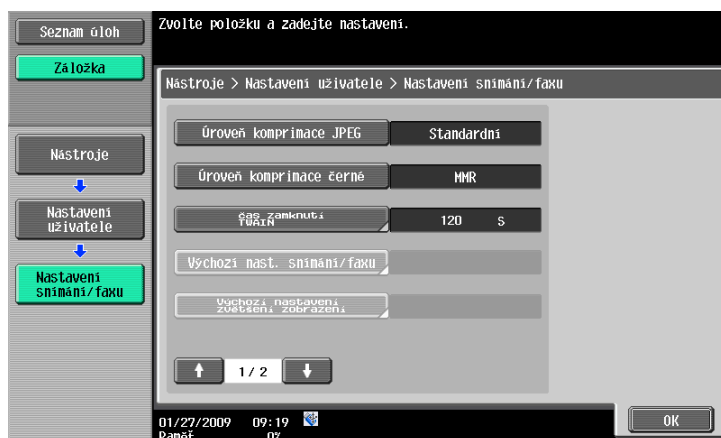 Seznam úloh
Záložka
Zvolte položku a zadejte nastavení.
Nástroje > Nastavení uživatele > Nastavení snímání/faxu
Nástroje
Nastavení
uživatele
Nastavení
snímání/faxu
Úroveň komprimace JPEG
Standardní
Úroveň komprimace černé
MMR
čas zamknutí
TWAIN
120 S
Výchozí nast. snímání/faxu
Výchozí nastavení
zvětšení zobrazení
1/ 2
01/27/2009 09:19
Paměť 0%
OK